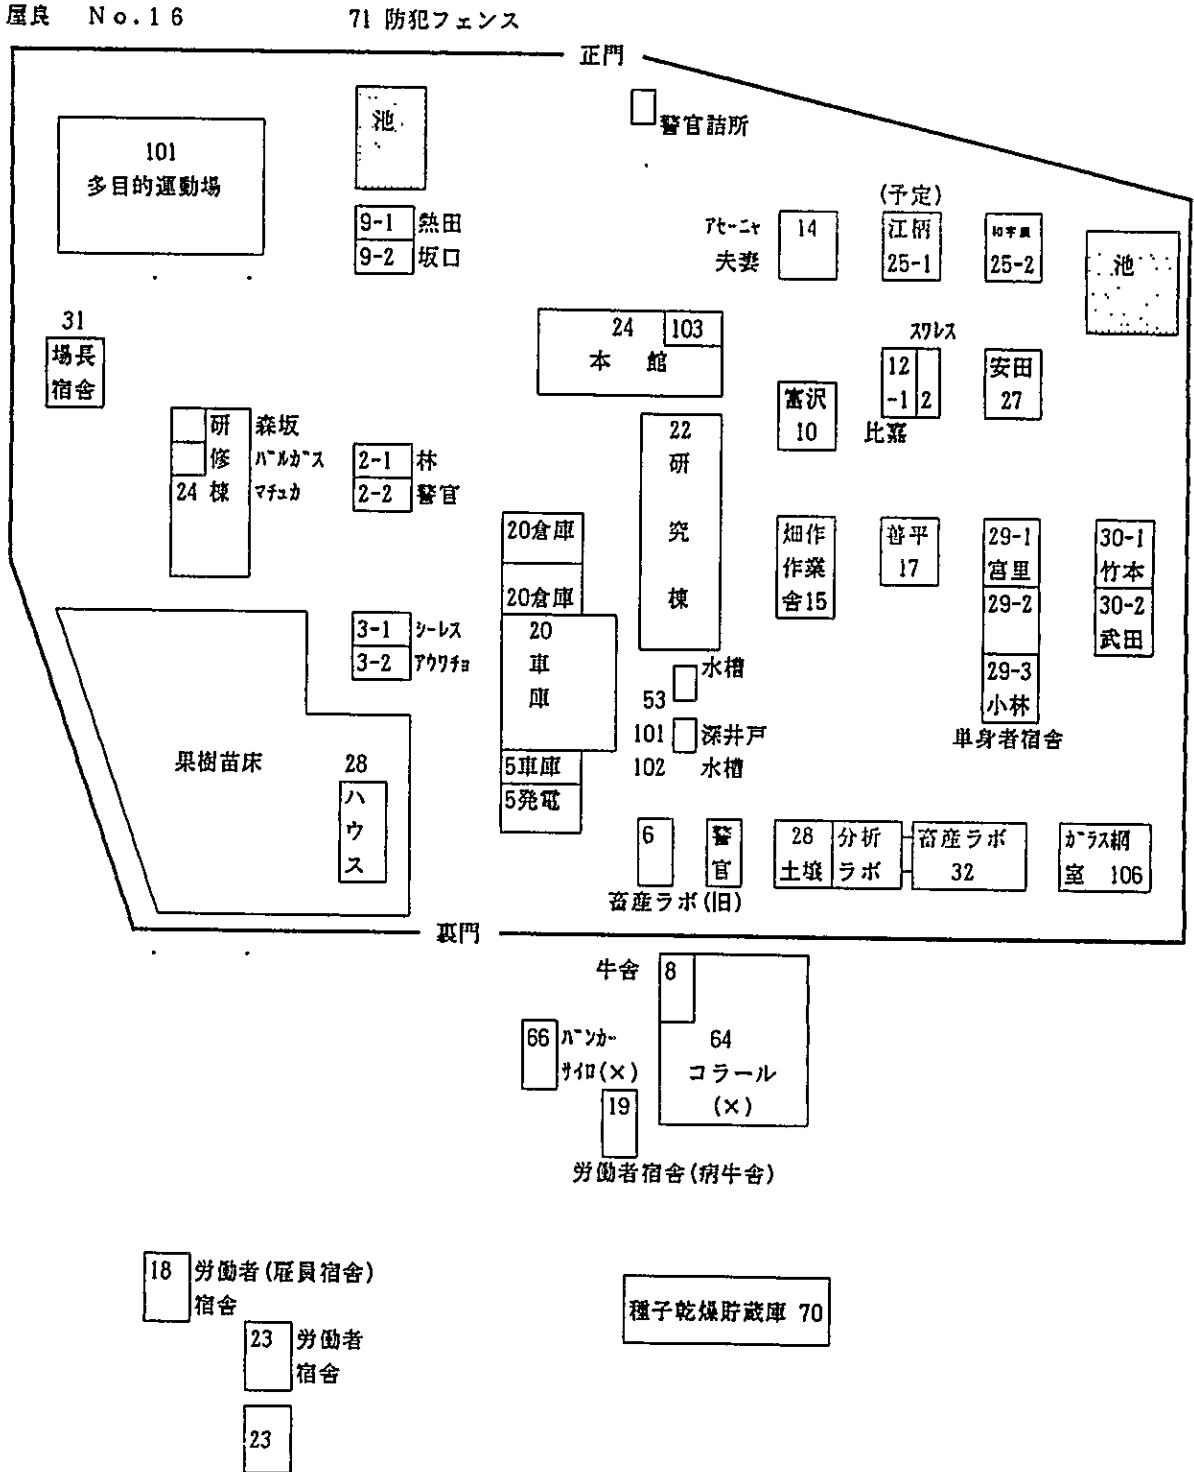 屋良 No.16
71 防犯フェンス
正門
警官詰所
池
101
多目的運動場
9-1 熱田
9-2 坂口
アセーニャ
夫妻
14
(予定)
江柄
25-1
25-2
池
31
場長
宿舎
24
103
本 館
スワレス
12
-1 2
比嘉
安田
27
富沢
10
研
修
24 棟
森坂
バルガス
マチュカ
2-1 林
2-2 警官
22
研
究
棟
20倉庫
20倉庫
20
車
庫
5車庫
5発電
畑作
作業
舎15
善平
17
29-1
宮里
29-2
29-3
小林
単身者宿舎
30-1
竹本
30-2
武田
3-1 シーレス
3-2 アウワチョ
水槽
53
101 深井戸
102 水槽
果樹苗床
28
ハ
ウ
ス
6
警
官
畜産ラボ(旧)
28
土壌
分析
ラボ
畜産ラボ
32
ガラス網
室 106
裏門
牛舎 8
66 バンカー
サイロ(×)
64
コラール
(×)
19
労働者宿舎(病牛舎)
18 労働者(雇員宿舎)
宿舎
23 労働者
宿舎
23
種子乾燥貯蔵庫 70